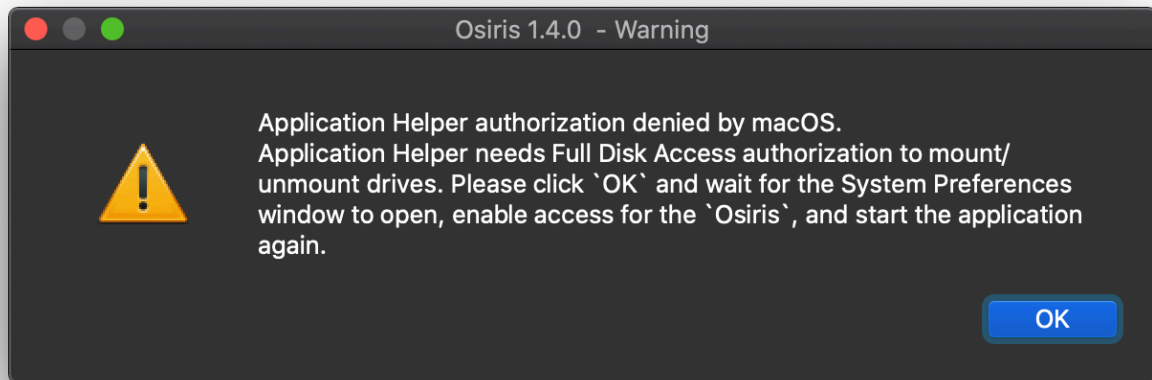 Osiris 1.4.0  - Warning
Application Helper authorization denied by macOS.
Application Helper needs Full Disk Access authorization to mount/
unmount drives. Please click `OK` and wait for the System Preferences
window to open, enable access for the `Osiris`, and start the application
again.
OK